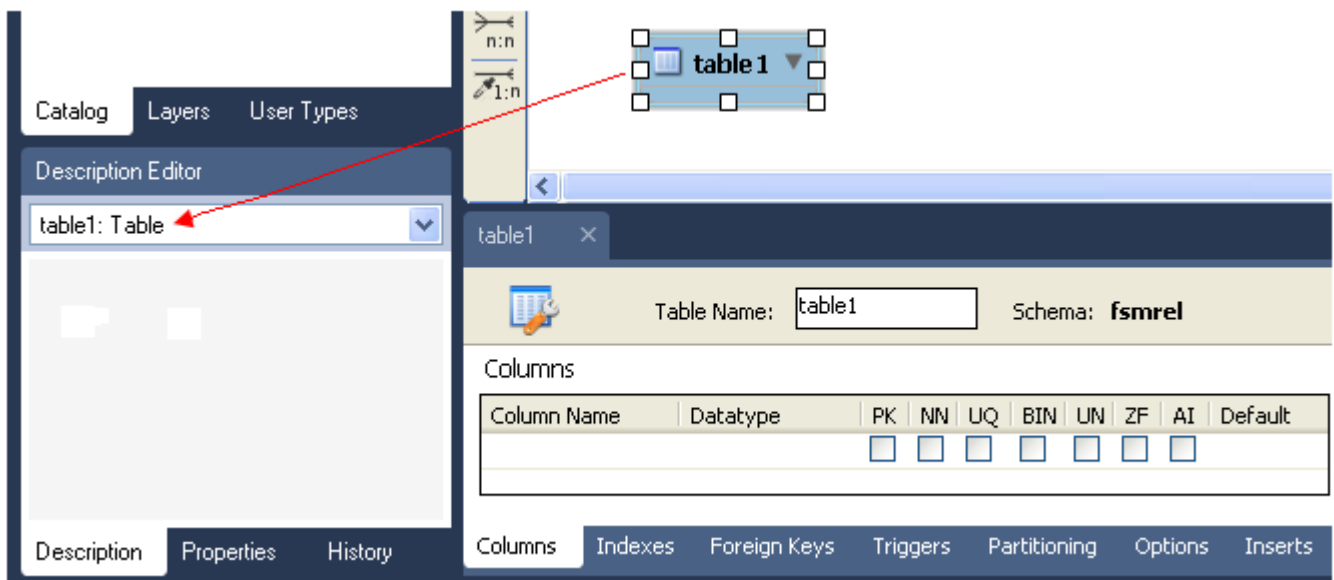 n:n
1:n
table1
Catalog Layers User Types
Description Editor
table1: Table
table1
Table Name: table1 Schema: fsmrel
Columns
Column Name Datatype PK NN UQ BIN UN ZF AI Default
Description Properties History
Columns Indexes Foreign Keys Triggers Partitioning Options Inserts